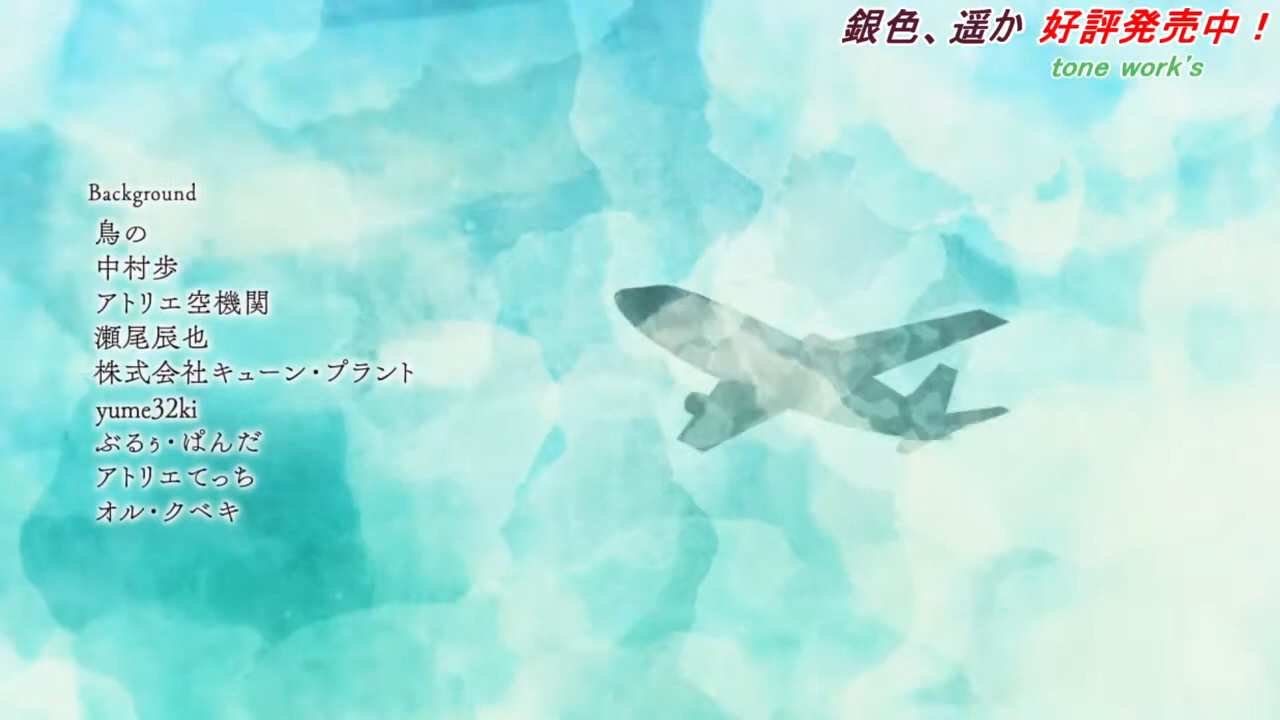 銀色、遥か 好評発売中！
tone work's
Background
鳥の
中村歩
アトリエ空機関
瀬尾辰也
株式会社キューン・プラント
yume32ki
ぶるぅ・ぱんだ
アトリエてっち
オル・クベキ